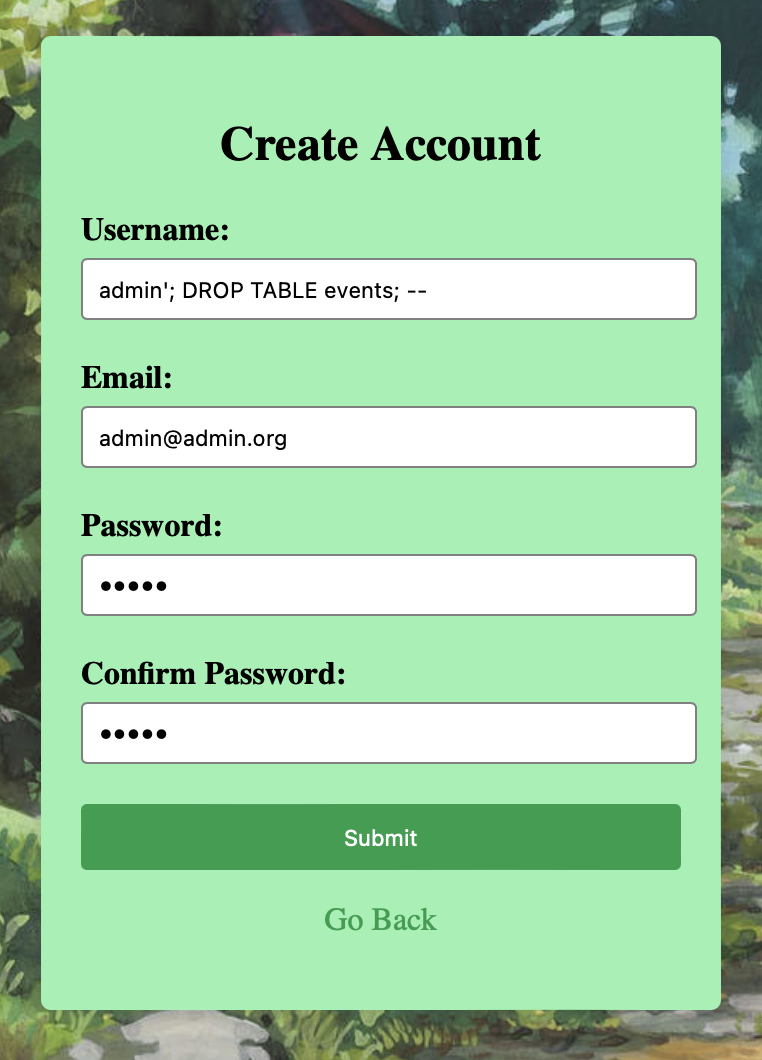 Create Account
Username:
admin'; DROP TABLE events; --
Email:
admin@admin.org
Password:
•••••
Confirm Password:
•••••
Submit
Go Back